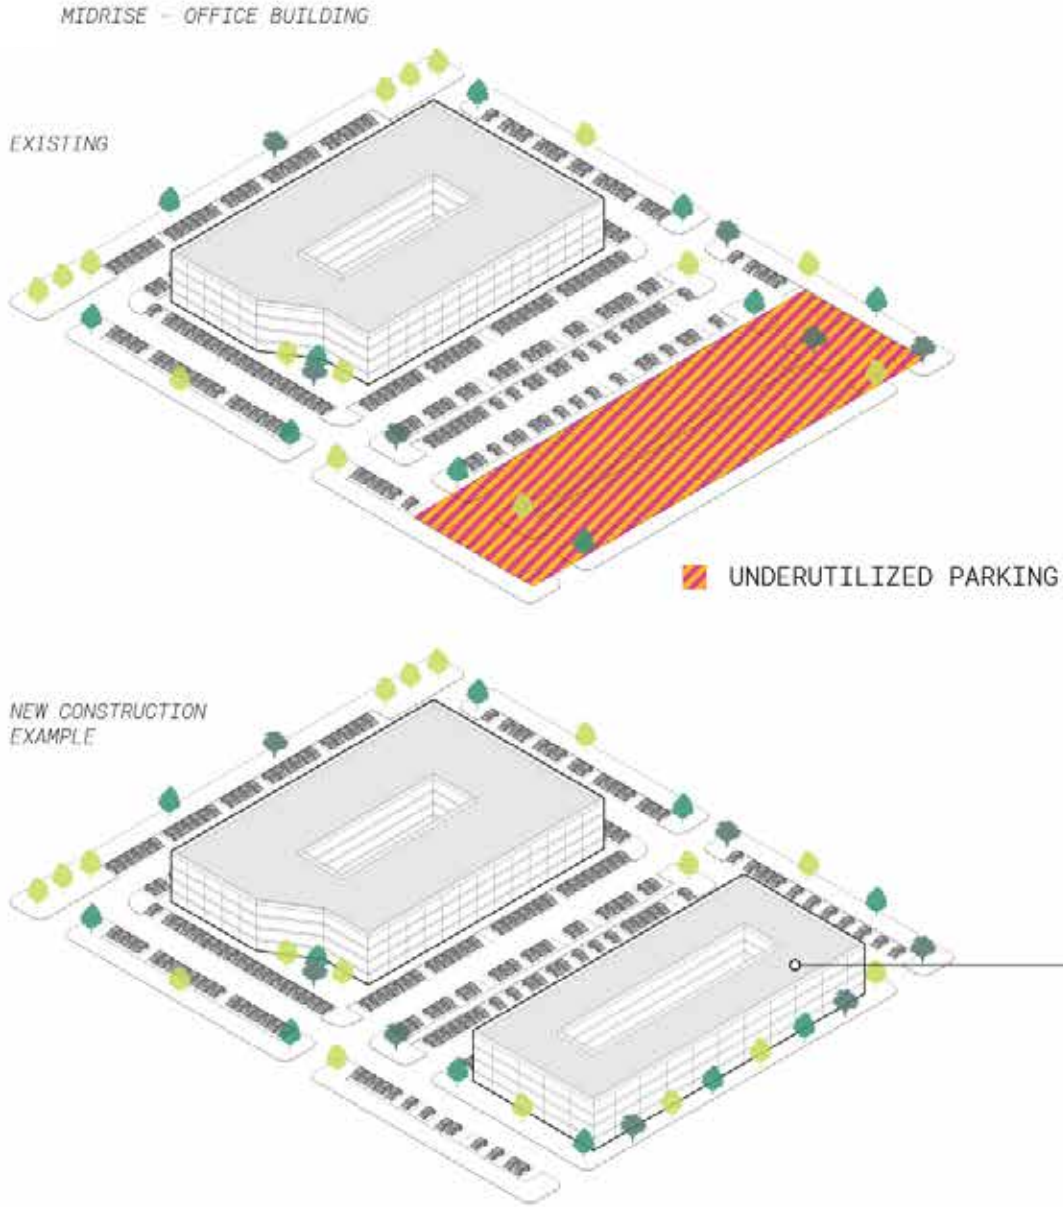 MIDRISE - OFFICE BUILDING
EXISTING
UNDERUTILIZED PARKING
NEW CONSTRUCTION
EXAMPLE